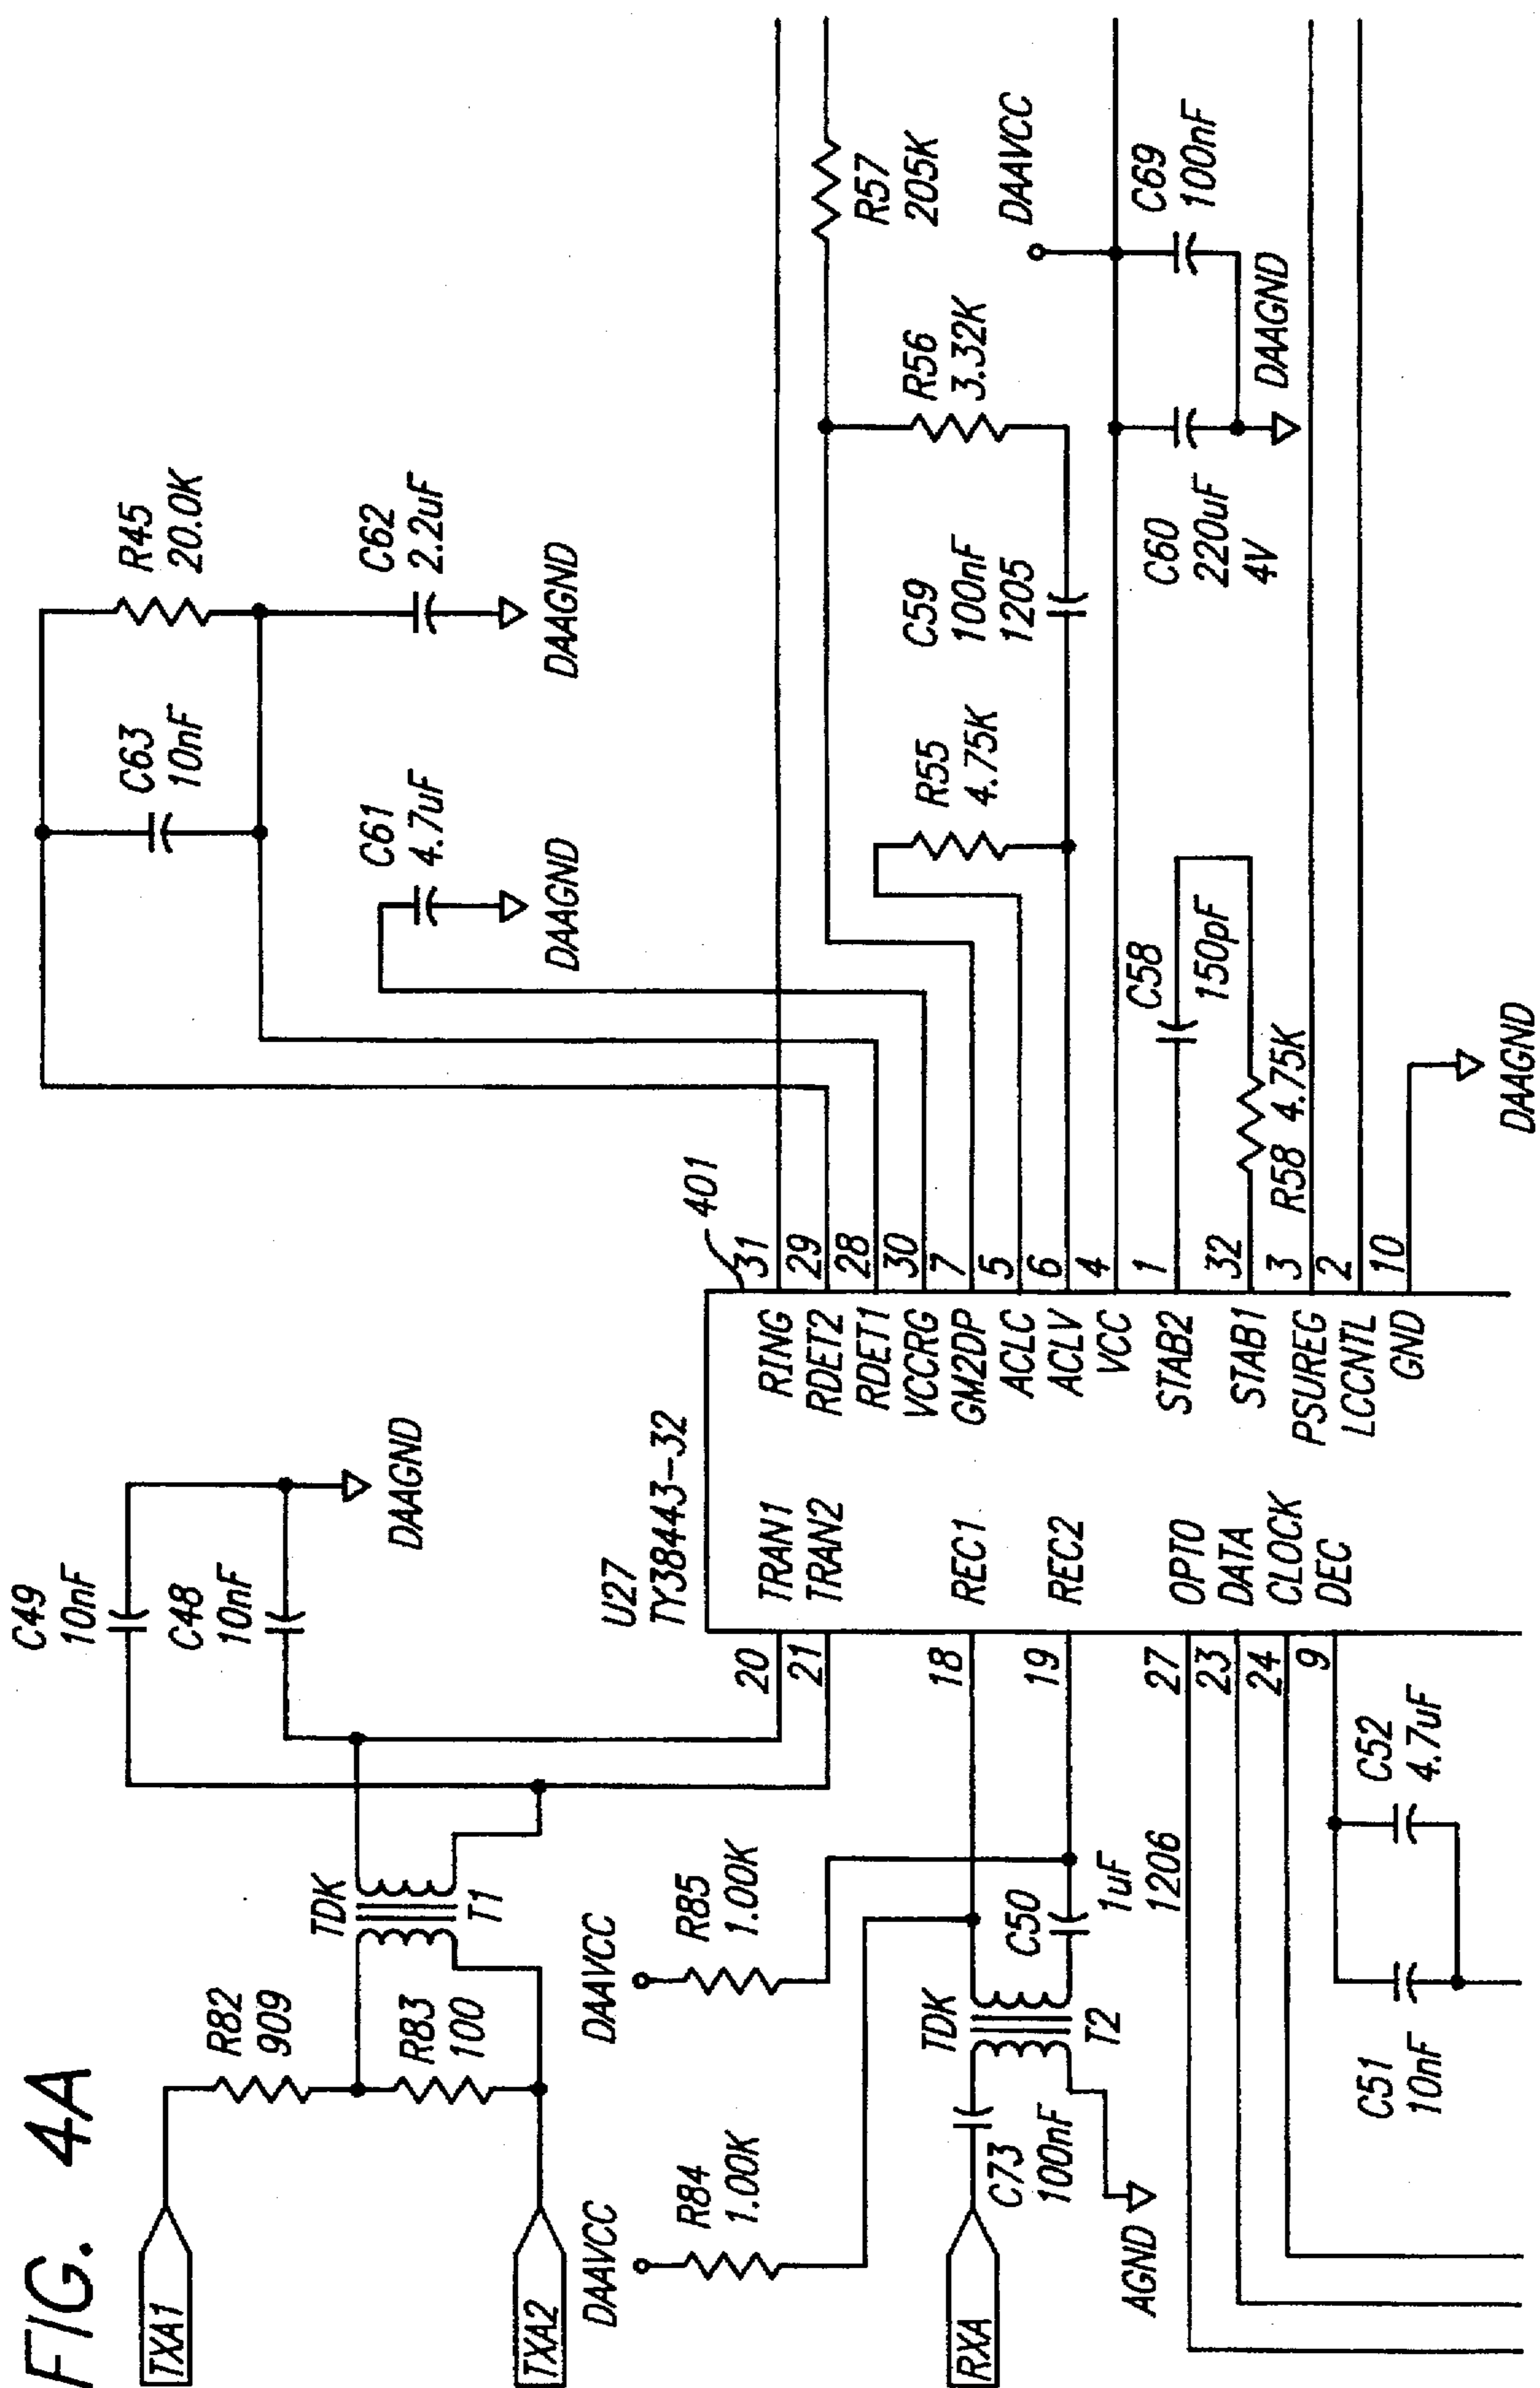 FIG. 4A
TXA1
TXA2
R82
909
R83
100
TDK
T1
C49
10nF
C48
10nF
DAAGND
DAAVCC
R84
1.00K
DAAVCC
R85
1.00K
RXA
C73
100nF
AGND
TDK
T2
C50
1uF
1206
C51
10nF
C52
4.7uF
U27
TY38443-32
401
20
21
18
19
27
23
24
9
TRAN1
TRAN2
REC1
REC2
OPTO
DATA
CLOCK
DEC
RING
RDET2
RDET1
VCCRG
GM2DP
ACLC
ACLV
VCC
STAB2
STAB1
PSUREG
LCCNTL
GND
31
29
28
30
7
5
6
4
1
32
3
2
10
C63
10nF
R45
20.0K
C61
4.7uF
DAAGND
C62
2.2uF
DAAGND
R55
4.75K
C59
100nF
1205
R56
3.32K
R57
205K
DAAVCC
C58
150pF
R58 4.75K
C60
220uF
4V
C69
100nF
DAAGND
DAAGND